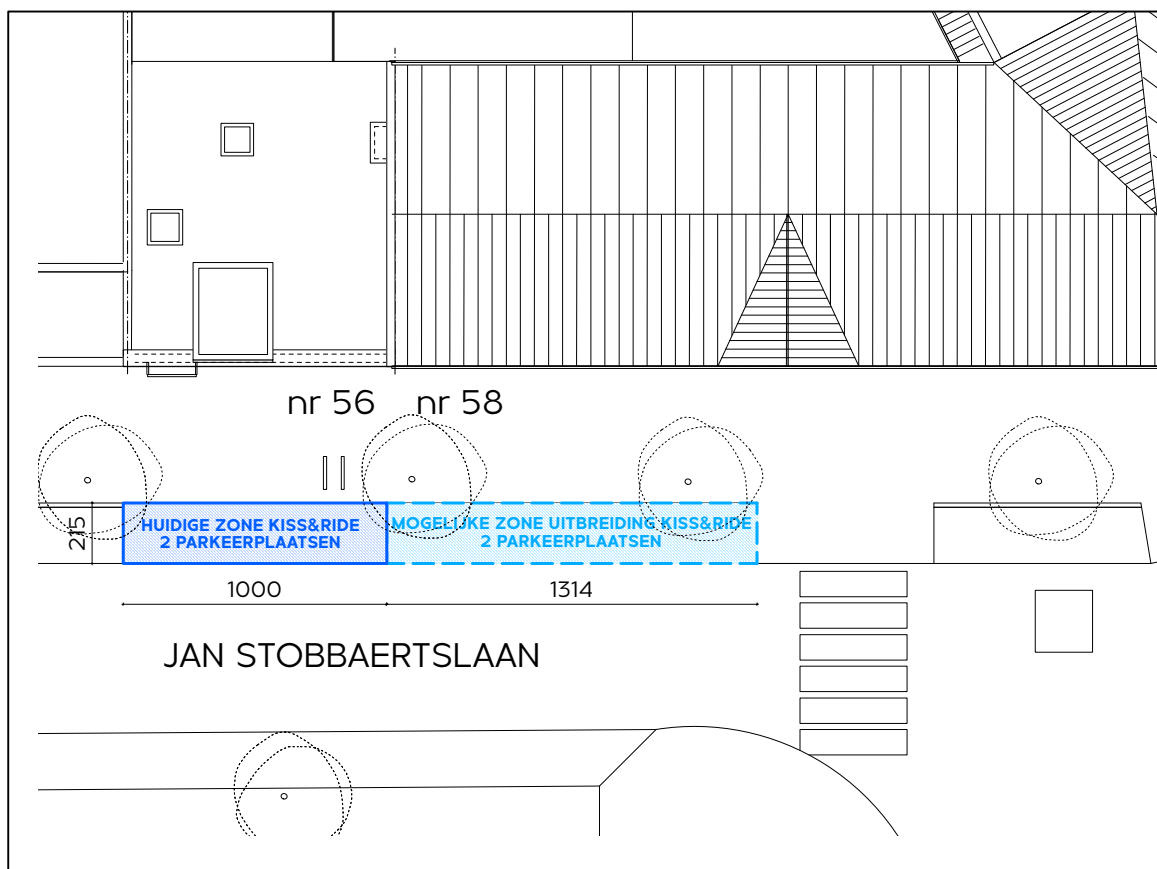 nr 56
nr 58
215
HUIDIGE ZONE KISS&RIDE
2 PARKEERPLAATSEN
MOGELIJKE ZONE UITBREIDING KISS&RIDE
2 PARKEERPLAATSEN
1000
1314
JAN STOBBAERTSLAAN